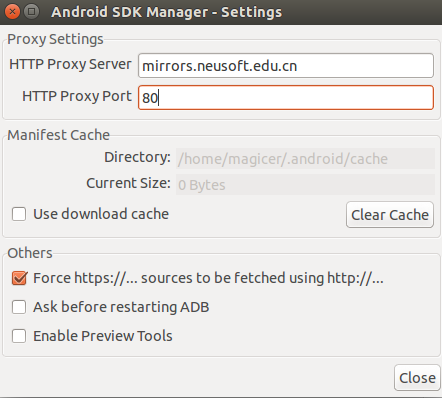 Android SDK Manager - Settings
Proxy Settings
HTTP Proxy Server mirrors.neusoft.edu.cn
HTTP Proxy Port 80
Manifest Cache
Directory: /home/magicer/.android/cache
Current Size: 0 Bytes
Use download cache Clear Cache
Others
Force https://... sources to be fetched using http://...
Ask before restarting ADB
Enable Preview Tools
Close